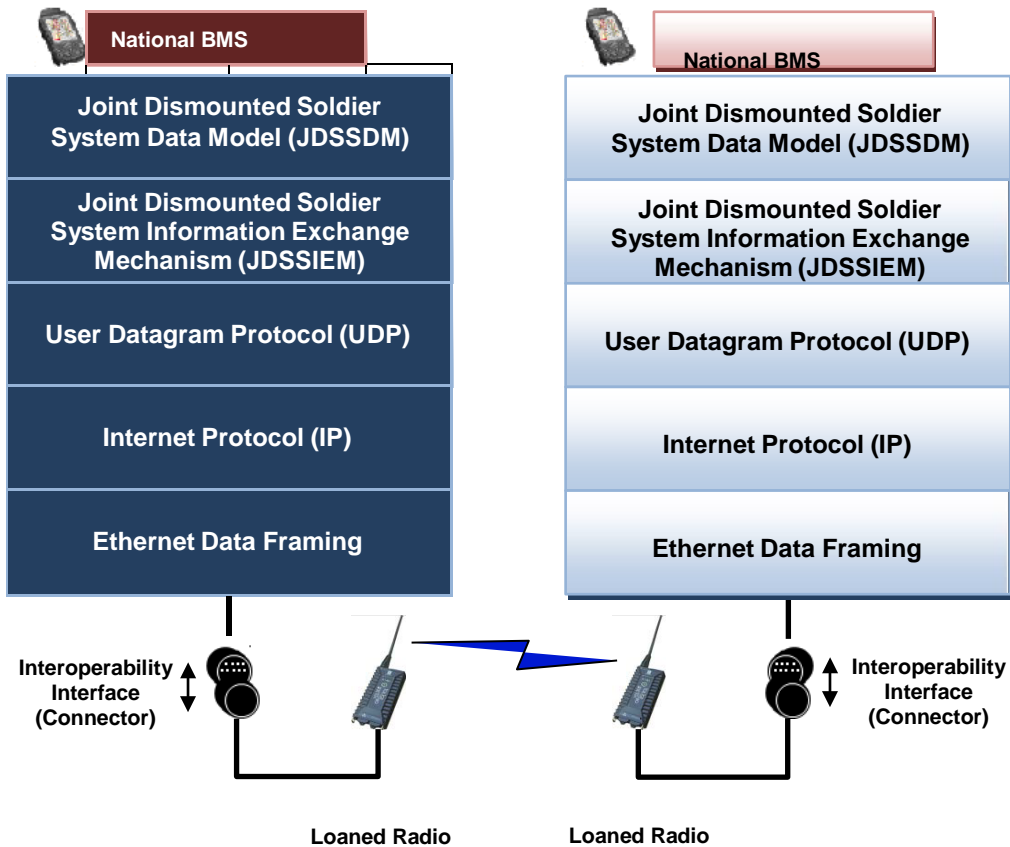 National BMS
Joint Dismounted Soldier
System Data Model (JDSSDM)
Joint Dismounted Soldier
System Information Exchange
Mechanism (JDSSIEM)
User Datagram Protocol (UDP)
Internet Protocol (IP)
Ethernet Data Framing
Interoperability
Interface
(Connector)
Loaned Radio
National BMS
Joint Dismounted Soldier
System Data Model (JDSSDM)
Joint Dismounted Soldier
System Information Exchange
Mechanism (JDSSIEM)
User Datagram Protocol (UDP)
Internet Protocol (IP)
Ethernet Data Framing
Interoperability
Interface
(Connector)
Loaned Radio